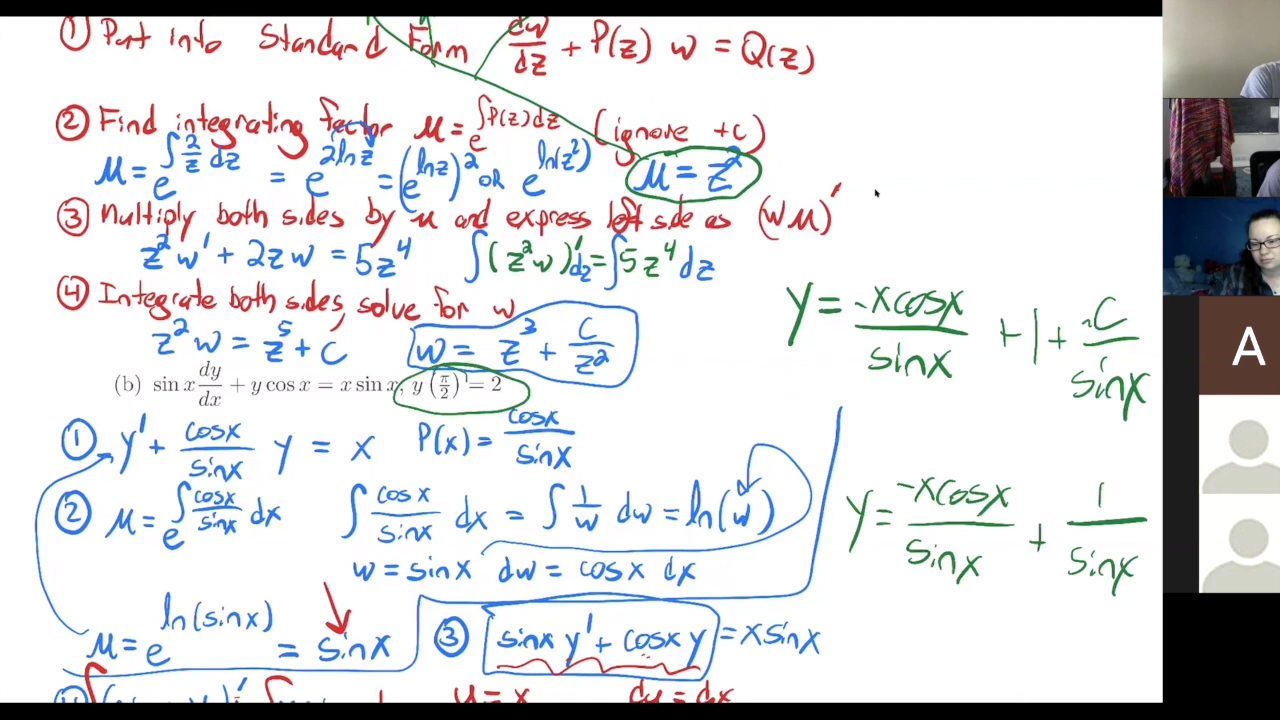 ① Put into Standard Form dw/dz + P(z) w = Q(z)
② Find integrating factor μ = e^∫P(z)dz (ignore +c)
μ = e^∫(2/z)dz = e^(2lnz) = (e^(lnz))^2 or e^(ln(z^2)) μ = z^2
③ Multiply both sides by μ and express left side as (wμ)'
z^2 w' + 2zw = 5z^4 ∫(z^2 w)' dz = ∫5z^4 dz
④ Integrate both sides, solve for w
z^2 w = z^5 + C w = z^3 + C/z^2
(b) sin x dy/dx + y cos x = x sin x, y(π/2) = 2
① y' + cosx/sinx y = x P(x) = cosx/sinx
② μ = e^∫(cosx/sinx)dx ∫ cosx/sinx dx = ∫ 1/w dw = ln(w)
w = sinx dw = cosx dx
μ = e^(ln(sinx)) = sinx ③ sinx y' + cosx y = x sinx
u = x du = dx
y = -xcosx/sinx + 1 + C/sinx
y = -xcosx/sinx + 1/sinx
A